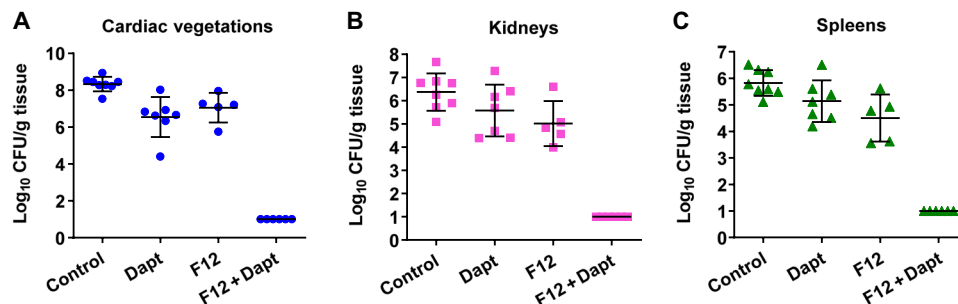 A
Cardiac vegetations
Log₁₀ CFU/g tissue
10
8
6
4
2
0
Control
Dapt
F12
F12 + Dapt
B
Kidneys
Log₁₀ CFU/g tissue
8
7
6
5
4
3
2
1
0
Control
Dapt
F12
F12 + Dapt
C
Spleens
Log₁₀ CFU/g tissue
7
6
5
4
3
2
1
0
Control
Dapt
F12
F12 + Dapt